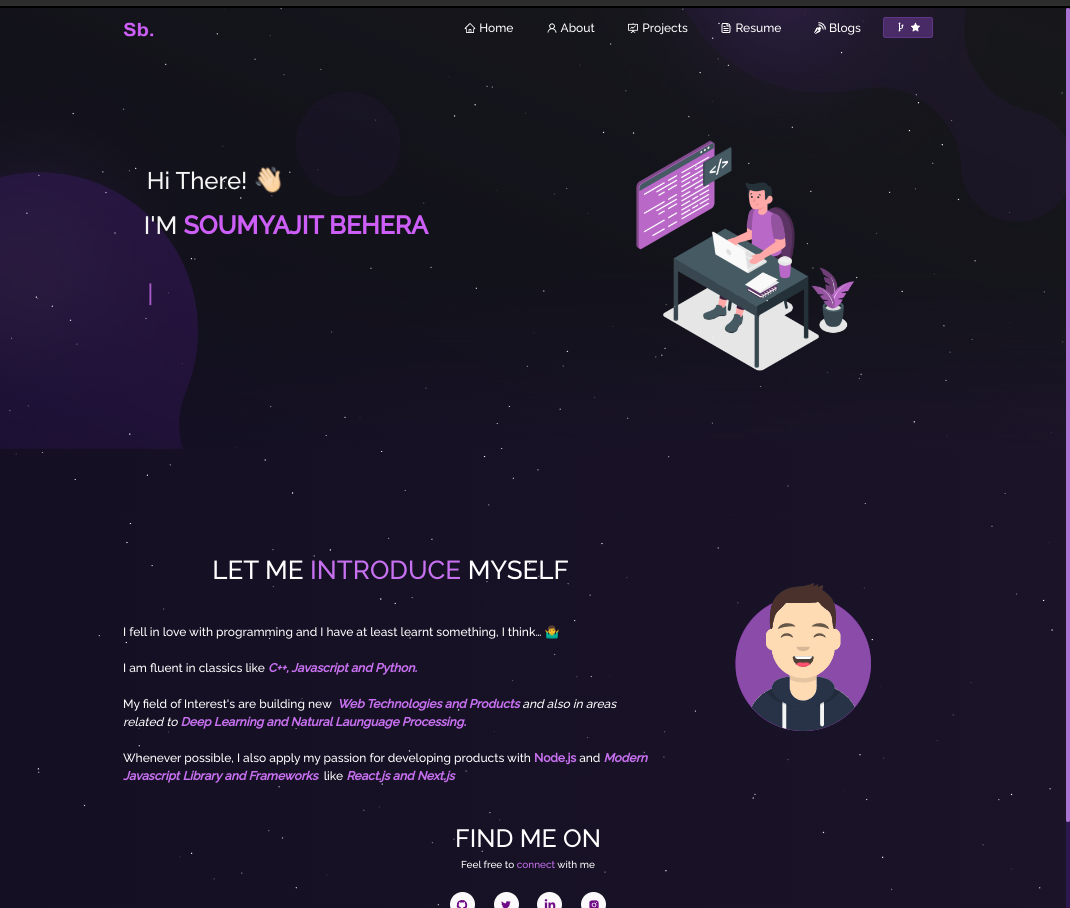 Sb.
Home
About
Projects
Resume
Blogs
Hi There! 👋🏻
I'M SOUMYAJIT BEHERA
</>
LET ME INTRODUCE MYSELF
I fell in love with programming and I have at least learnt something, I think… 🤷‍♂️
I am fluent in classics like C++, Javascript and Python.
My field of Interest's are building new Web Technologies and Products and also in areas
related to Deep Learning and Natural Launguage Processing.
Whenever possible, I also apply my passion for developing products with Node.js and Modern
Javascript Library and Frameworks like React.js and Next.js
FIND ME ON
Feel free to connect with me
in